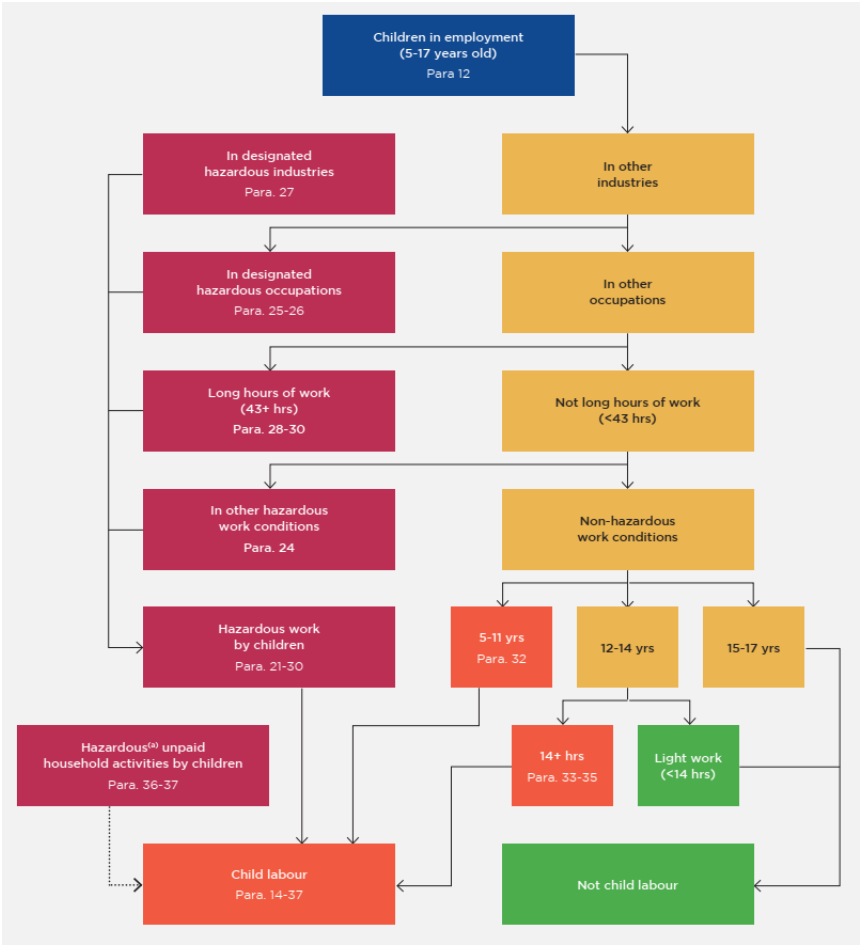 Children in employment
(5-17 years old)
Para 12
In designated
hazardous industries
Para. 27
In other
industries
In designated
hazardous occupations
Para. 25-26
In other
occupations
Long hours of work
(43+ hrs)
Para. 28-30
Not long hours of work
(<43 hrs)
In other hazardous
work conditions
Para. 24
Non-hazardous
work conditions
Hazardous work
by children
Para. 21-30
5-11 yrs
Para. 32
12-14 yrs
15-17 yrs
Hazardous(a) unpaid
household activities by children
Para. 36-37
14+ hrs
Para. 33-35
Light work
(<14 hrs)
Child labour
Para. 14-37
Not child labour